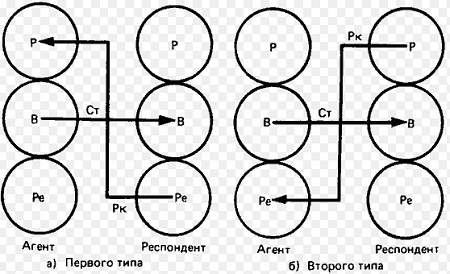 Р Р Р Рк Р
В Ст В В Ст В
Ре Рк Ре Ре Ре
Агент Респондент Агент Респондент
а) Первого типа б) Второго типа